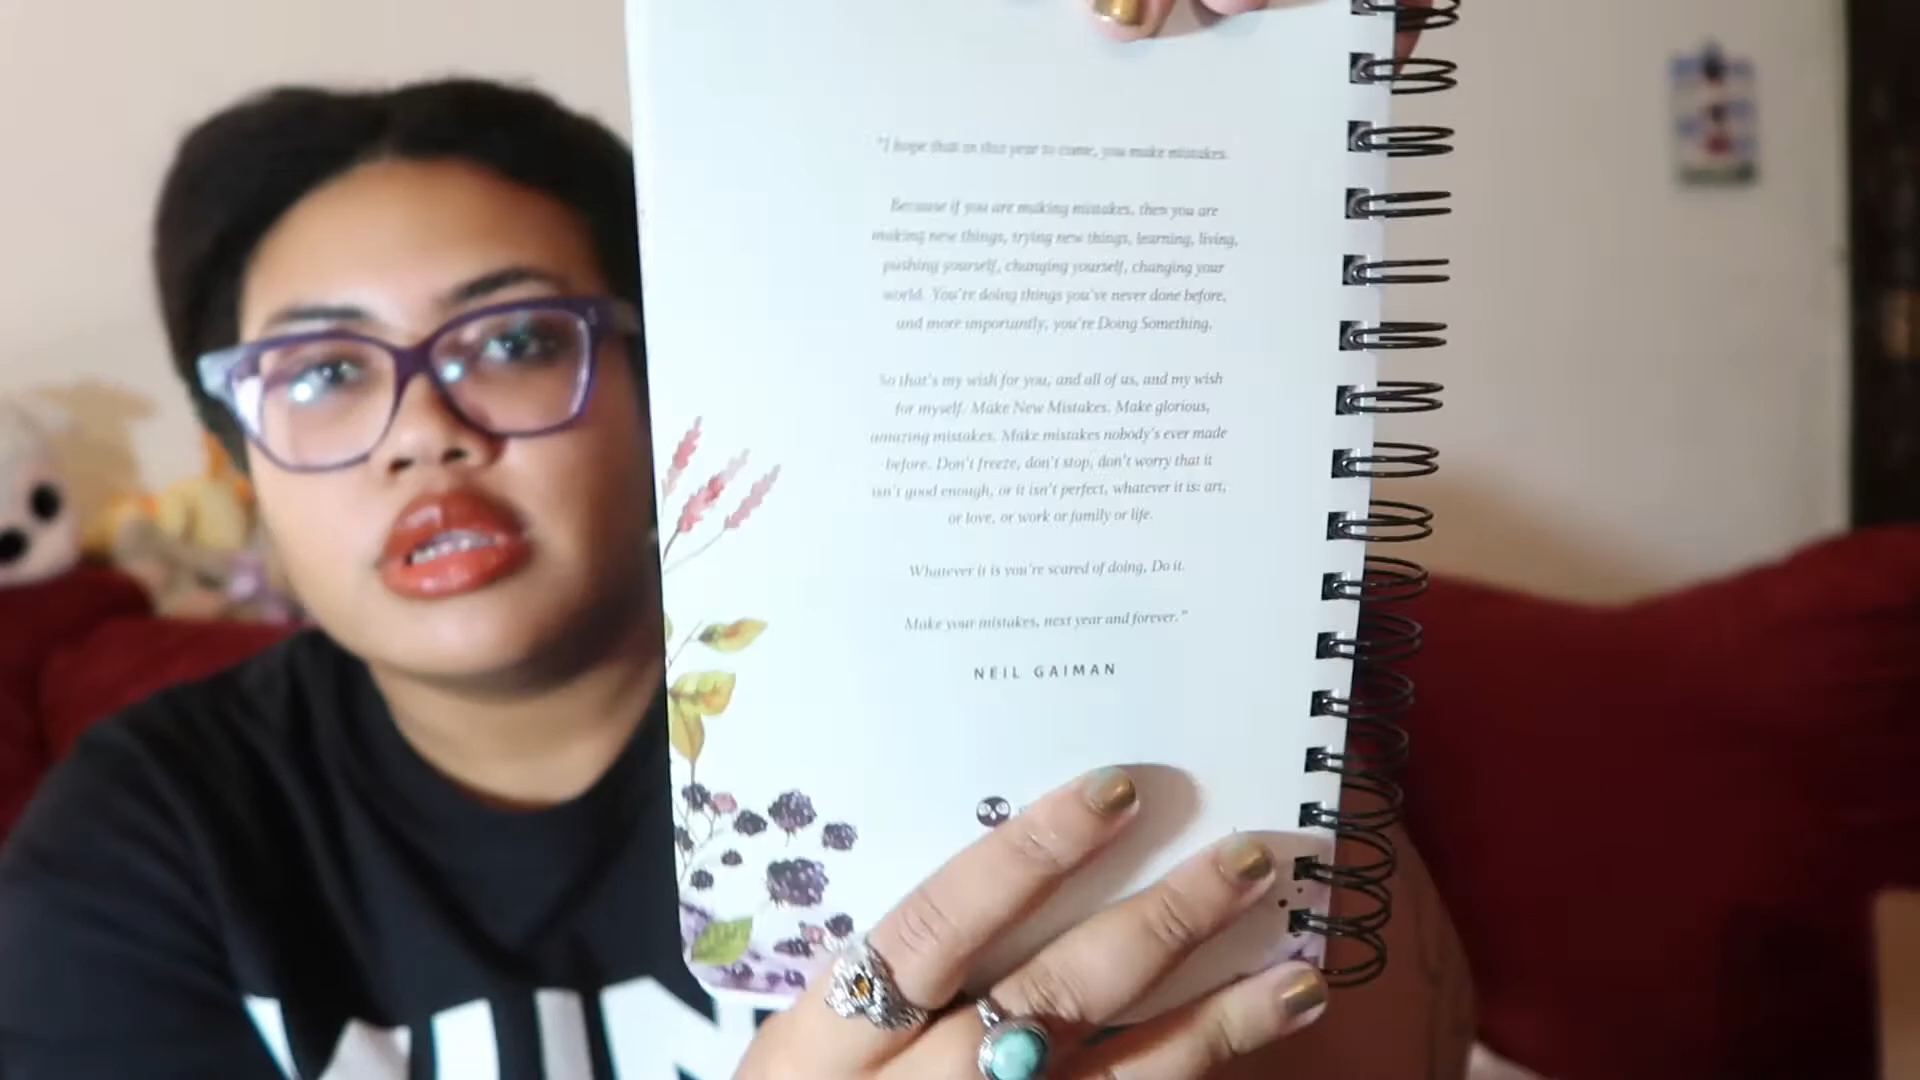 "I hope that in this year to come, you make mistakes.
Because if you are making mistakes, then you are
making new things, trying new things, learning, living,
pushing yourself, changing yourself, changing your
world. You're doing things you've never done before,
and more importantly, you're Doing Something.
So that's my wish for you, and all of us, and my wish
for myself. Make New Mistakes. Make glorious,
amazing mistakes. Make mistakes nobody's ever made
before. Don't freeze, don't stop, don't worry that it
isn't good enough, or it isn't perfect, whatever it is: art,
or love, or work or family or life.
Whatever it is you're scared of doing, Do it.
Make your mistakes, next year and forever."
NEIL GAIMAN